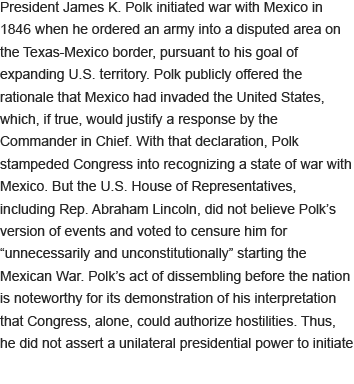 President James K. Polk initiated war with Mexico in
1846 when he ordered an army into a disputed area on
the Texas-Mexico border, pursuant to his goal of
expanding U.S. territory. Polk publicly offered the
rationale that Mexico had invaded the United States,
which, if true, would justify a response by the
Commander in Chief. With that declaration, Polk
stampeded Congress into recognizing a state of war with
Mexico. But the U.S. House of Representatives,
including Rep. Abraham Lincoln, did not believe Polk’s
version of events and voted to censure him for
“unnecessarily and unconstitutionally” starting the
Mexican War. Polk’s act of dissembling before the nation
is noteworthy for its demonstration of his interpretation
that Congress, alone, could authorize hostilities. Thus,
he did not assert a unilateral presidential power to initiate